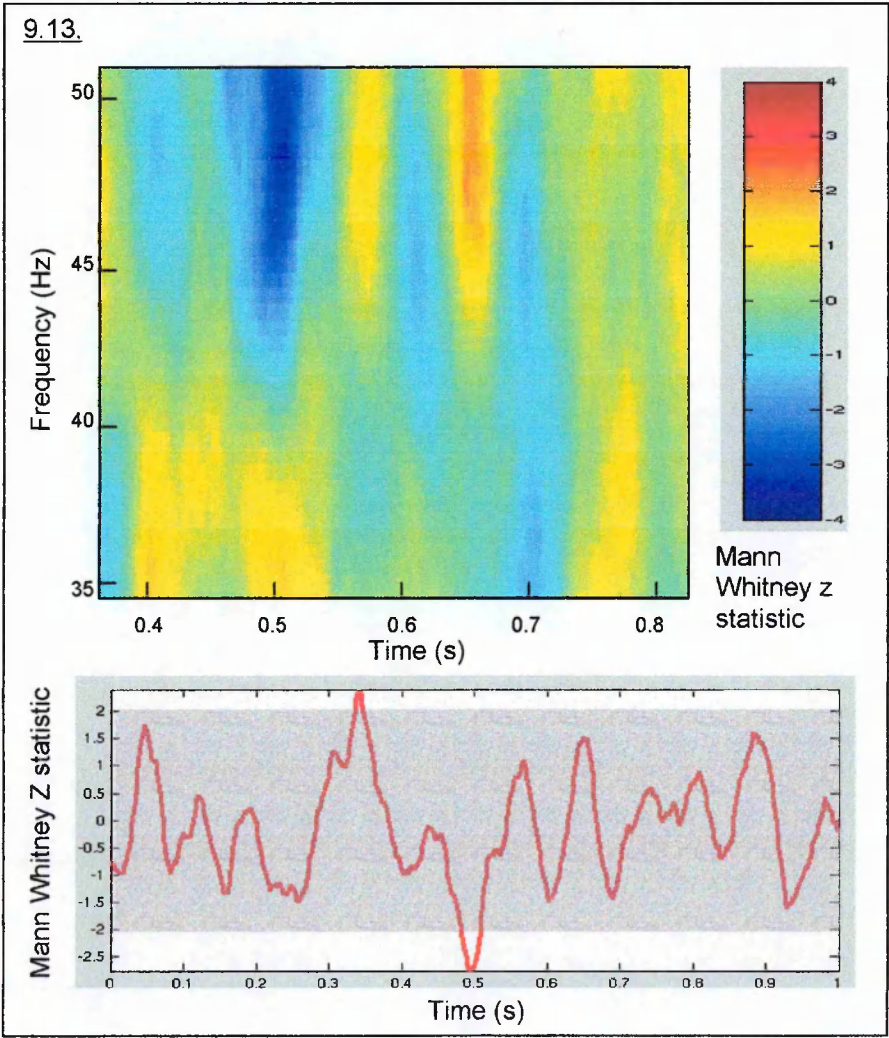 9.13.
Frequency (Hz)
50
45
40
35
0.4 0.5 0.6 0.7 0.8
Time (s)
4
3
2
1
0
-1
-2
-3
-4
Mann
Whitney z
statistic
Mann Whitney Z statistic
2
1.5
1
0.5
0
-0.5
-1
-1.5
-2
-2.5
0 0.1 0.2 0.3 0.4 0.5 0.6 0.7 0.8 0.9 1
Time (s)